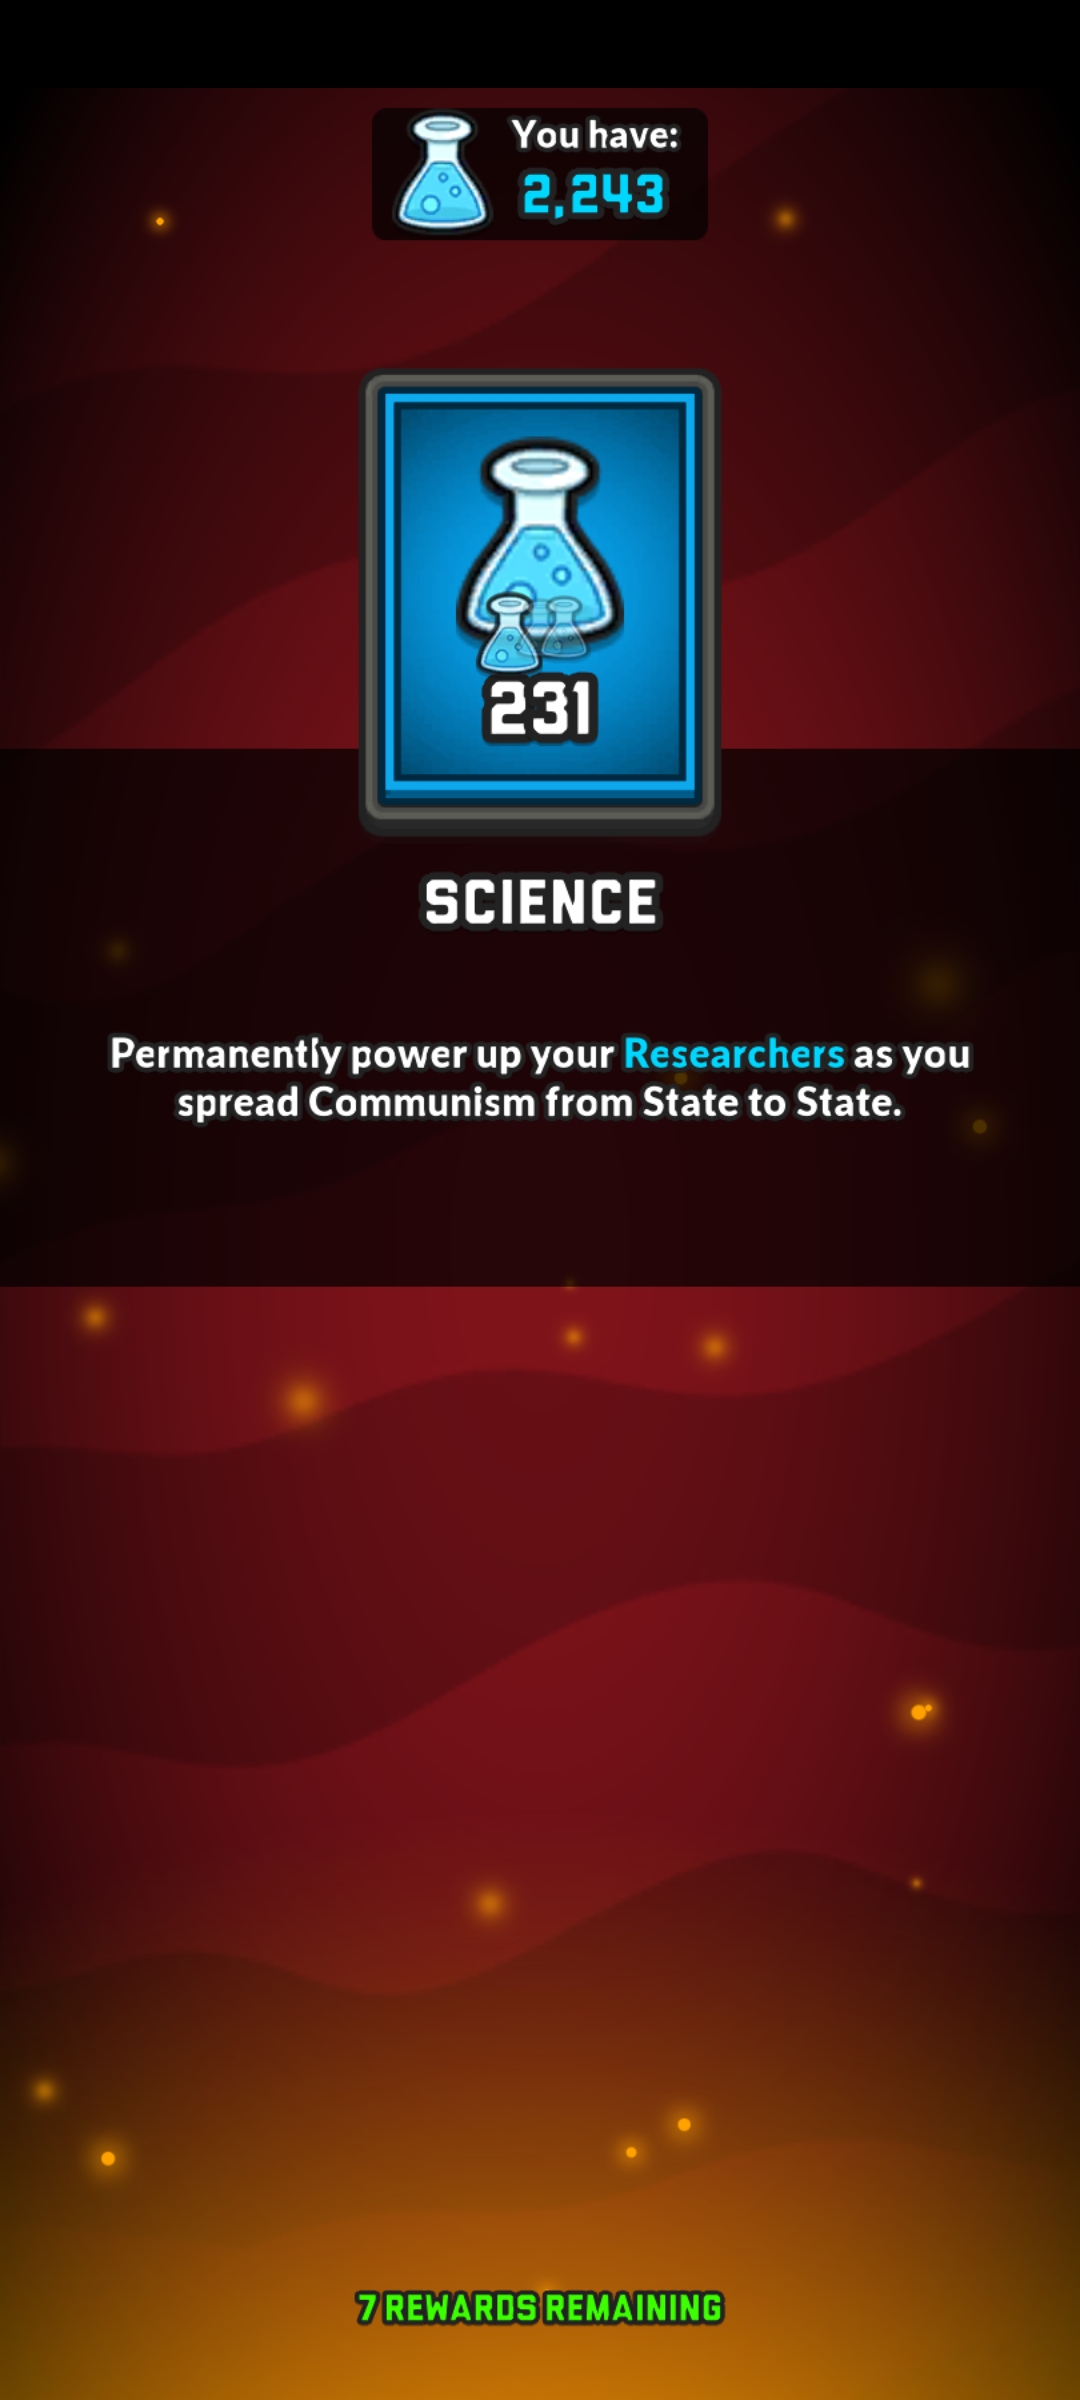 You have:
2,243
231
SCIENCE
Permanently power up your Researchers as you
spread Communism from State to State.
7 REWARDS REMAINING